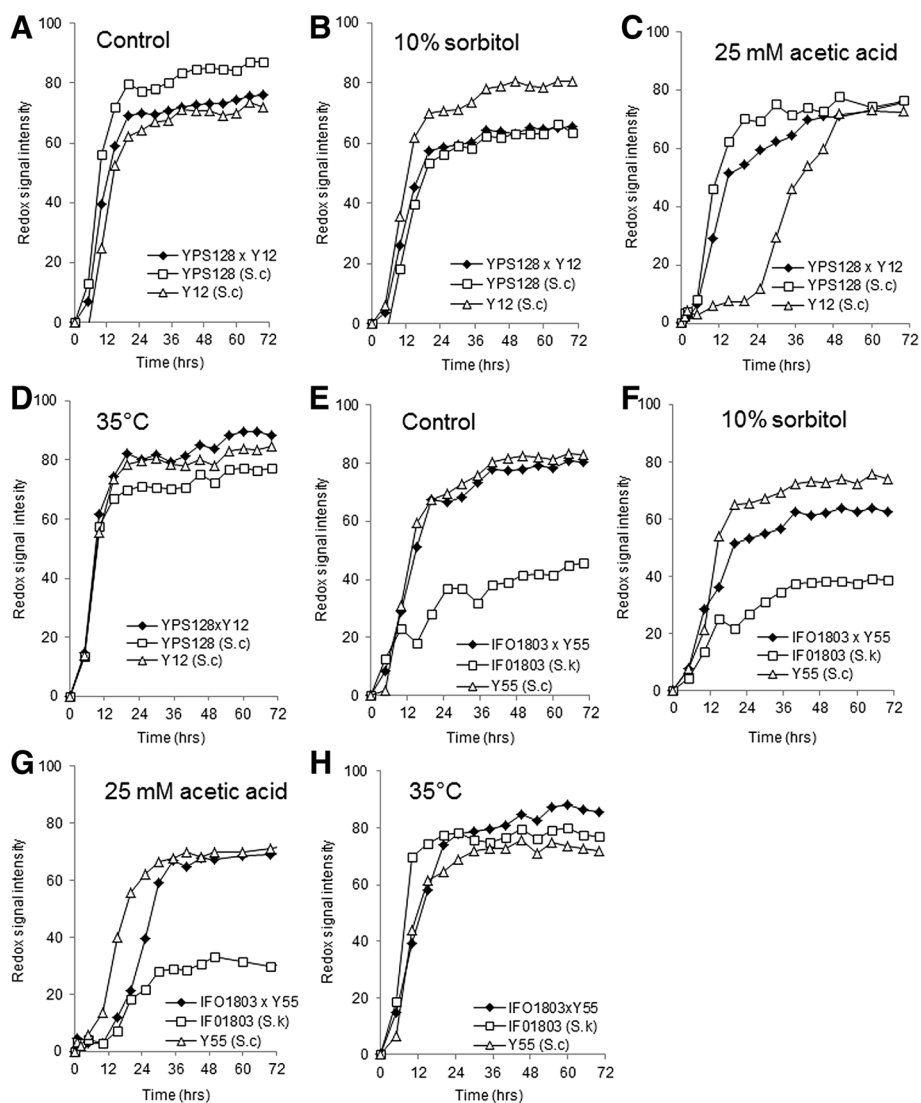 A
Control
Redox signal intensity
100
80
60
40
20
0
YPS128 x Y12
YPS128 (S.c)
Y12 (S.c)
0 12 24 36 48 60 72
Time (hrs)
B
10% sorbitol
Redox signal intensity
100
80
60
40
20
0
YPS128 x Y12
YPS128 (S.c)
Y12 (S.c)
0 12 24 36 48 60 72
Time (hrs)
C
25 mM acetic acid
Redox signal intensity
100
80
60
40
20
0
YPS128 x Y12
YPS128 (S.c)
Y12 (S.c)
0 12 24 36 48 60 72
Time (hrs)
D
35°C
Redox signal intensity
100
80
60
40
20
0
YPS128xY12
YPS128 (S.c)
Y12 (S.c)
0 12 24 36 48 60 72
Time (hrs)
E
Control
Redox signal intensity
100
80
60
40
20
0
IFO1803 x Y55
IF01803 (S.k)
Y55 (S.c)
0 12 24 36 48 60 72
Time (hrs)
F
10% sorbitol
Redox signal intensity
100
80
60
40
20
0
IFO1803 x Y55
IF01803 (S.k)
Y55 (S.c)
0 12 24 36 48 60 72
Time (hrs)
G
25 mM acetic acid
Redox signal intensity
100
80
60
40
20
0
IFO1803 x Y55
IF01803 (S.k)
Y55 (S.c)
0 12 24 36 48 60 72
Time (hrs)
H
35°C
Redox signal intensity
100
80
60
40
20
0
IFO1803xY55
IF01803 (S.k)
Y55 (S.c)
0 12 24 36 48 60 72
Time (hrs)